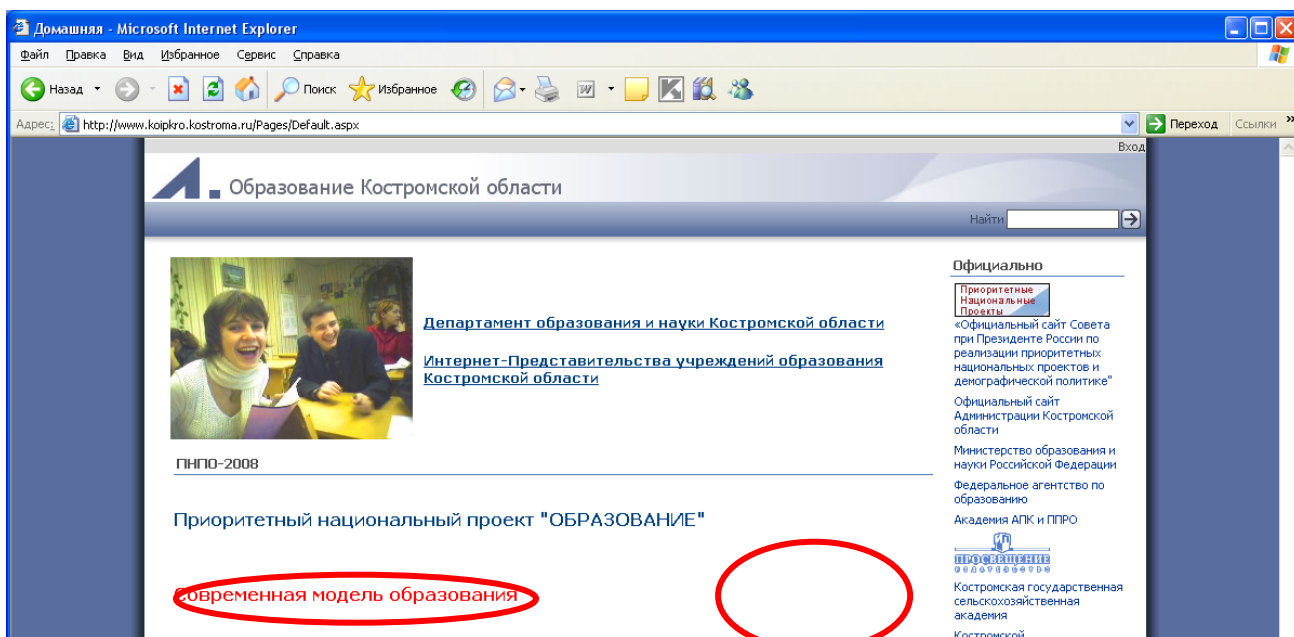 Домашняя - Microsoft Internet Explorer
Файл Правка Вид Избранное Сервис Справка
Назад Поиск Избранное
Адрес: http://www.koipkro.kostroma.ru/Pages/Default.aspx Переход Ссылки »
Вход
Образование Костромской области
Найти
Официально
Приоритетные
Национальные
Проекты
«Официальный сайт Совета
при Президенте России по
реализации приоритетных
национальных проектов и
демографической политике"
Официальный сайт
Администрации Костромской
области
Министерство образования и
науки Российской Федерации
Федеральное агентство по
образованию
Академия АПК и ППРО
ПРОСВЕЩЕНИЕ
ИЗДАТЕЛЬСТВО
Костромская государственная
сельскохозяйственная
академия
Костромской
Департамент образования и науки Костромской области
Интернет-Представительства учреждений образования
Костромской области
ПНПО-2008
Приоритетный национальный проект "ОБРАЗОВАНИЕ"
Современная модель образования